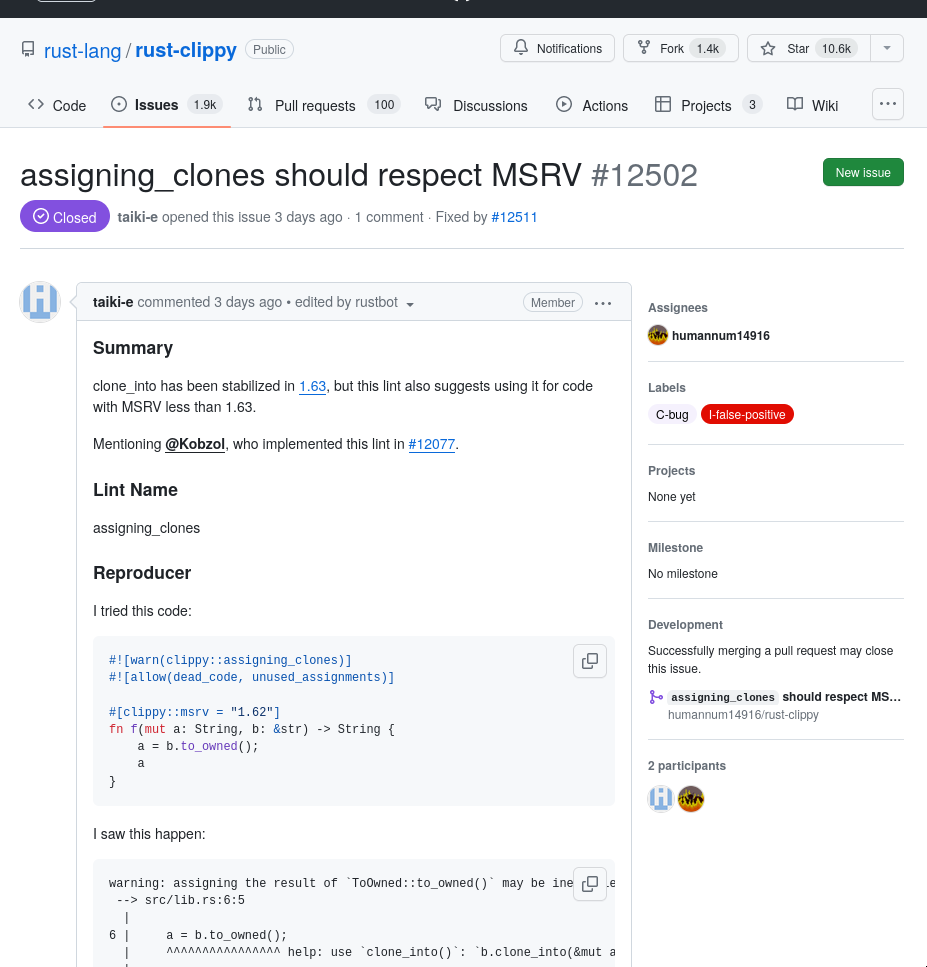 rust-lang / rust-clippy Public
Notifications Fork 1.4k Star 10.6k
Code Issues 1.9k Pull requests 100 Discussions Actions Projects 3 Wiki
assigning_clones should respect MSRV #12502
New issue
Closed taiki-e opened this issue 3 days ago · 1 comment · Fixed by #12511
taiki-e commented 3 days ago • edited by rustbot Member
Summary
clone_into has been stabilized in 1.63, but this lint also suggests using it for code
with MSRV less than 1.63.
Mentioning @Kobzol, who implemented this lint in #12077.
Lint Name
assigning_clones
Reproducer
I tried this code:
#![warn(clippy::assigning_clones)]
#![allow(dead_code, unused_assignments)]
#[clippy::msrv = "1.62"]
fn f(mut a: String, b: &str) -> String {
    a = b.to_owned();
    a
}
I saw this happen:
warning: assigning the result of `ToOwned::to_owned()` may be
 --> src/lib.rs:6:5
  |
6 |     a = b.to_owned();
  |     ^^^^^^^^^^^^^^^^ help: use `clone_into()`: `b.clone_into(&mut a
Assignees
humannum14916
Labels
C-bug I-false-positive
Projects
None yet
Milestone
No milestone
Development
Successfully merging a pull request may close
this issue.
assigning_clones should respect MS…
humannum14916/rust-clippy
2 participants